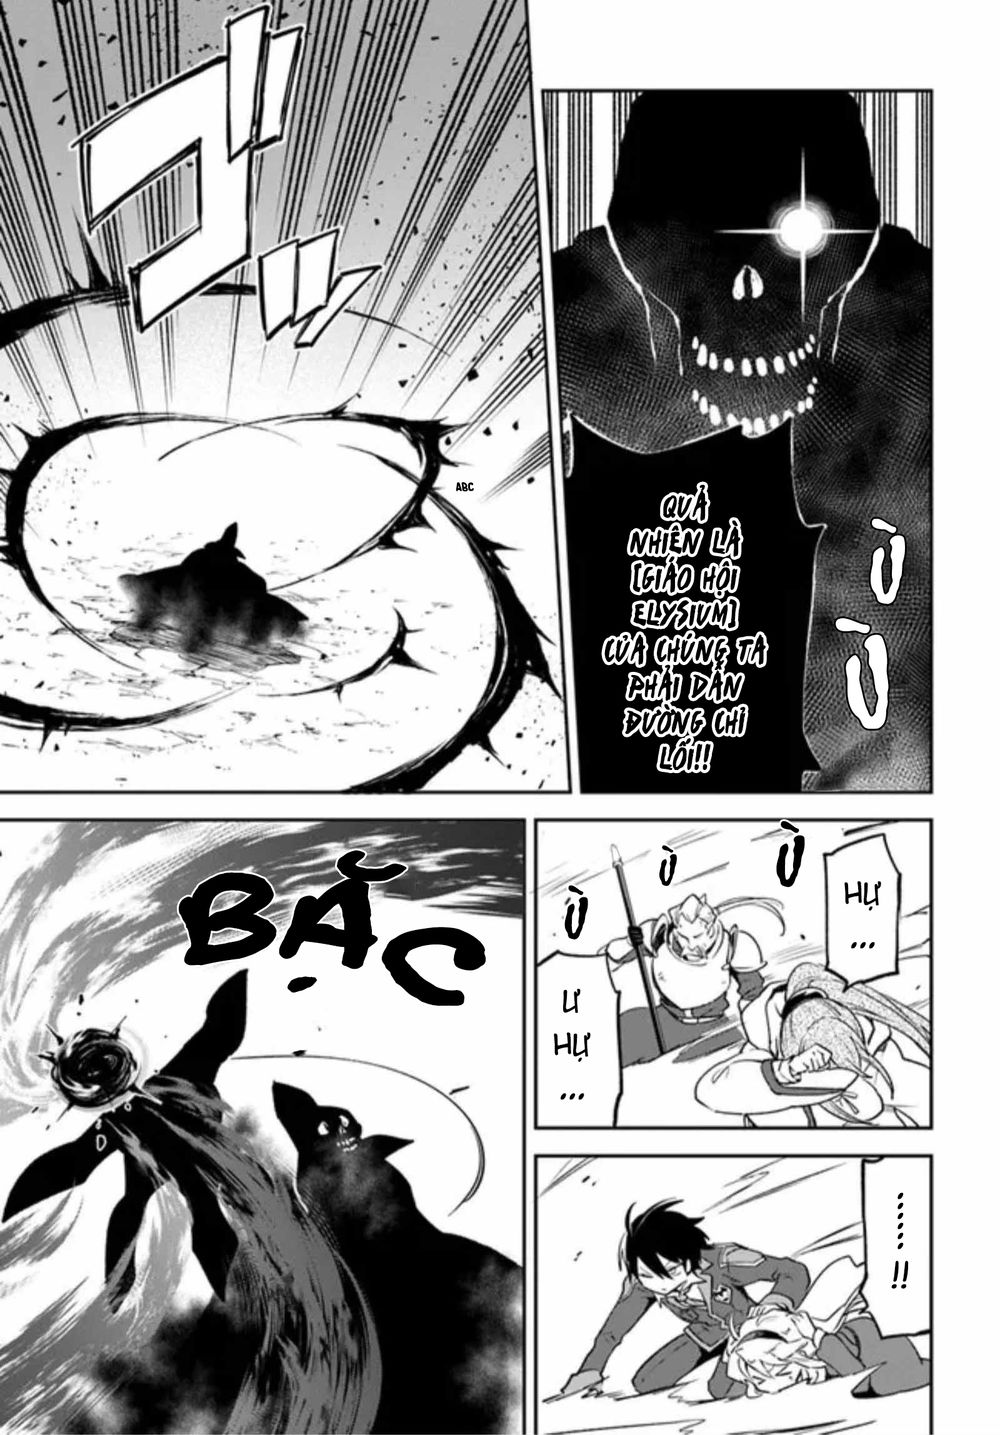 QUẢ
NHIÊN LÀ
[GIÁO HỘI
ELYSIUM]
CỦA CHÚNG TA
PHẢI DẪN
ĐƯỜNG CHỈ
LỐI!!
Ù
Ù
ゴゴッ
ABC
HỰ
...
Ù
Ù
Ù
Ư
HỰ
...
.......!!
BẶC